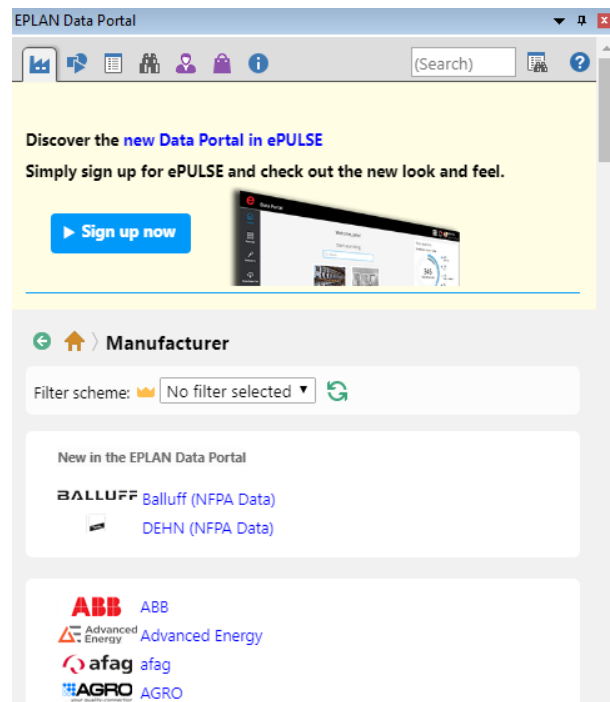 EPLAN Data Portal
(Search)
Discover the new Data Portal in ePULSE
Simply sign up for ePULSE and check out the new look and feel.
Sign up now
Data Portal
345
Manufacturer
Filter scheme: No filter selected
New in the EPLAN Data Portal
BALLUFF Balluff (NFPA Data)
DEHN (NFPA Data)
ABB ABB
Advanced Energy Advanced Energy
afag afag
AGRO AGRO